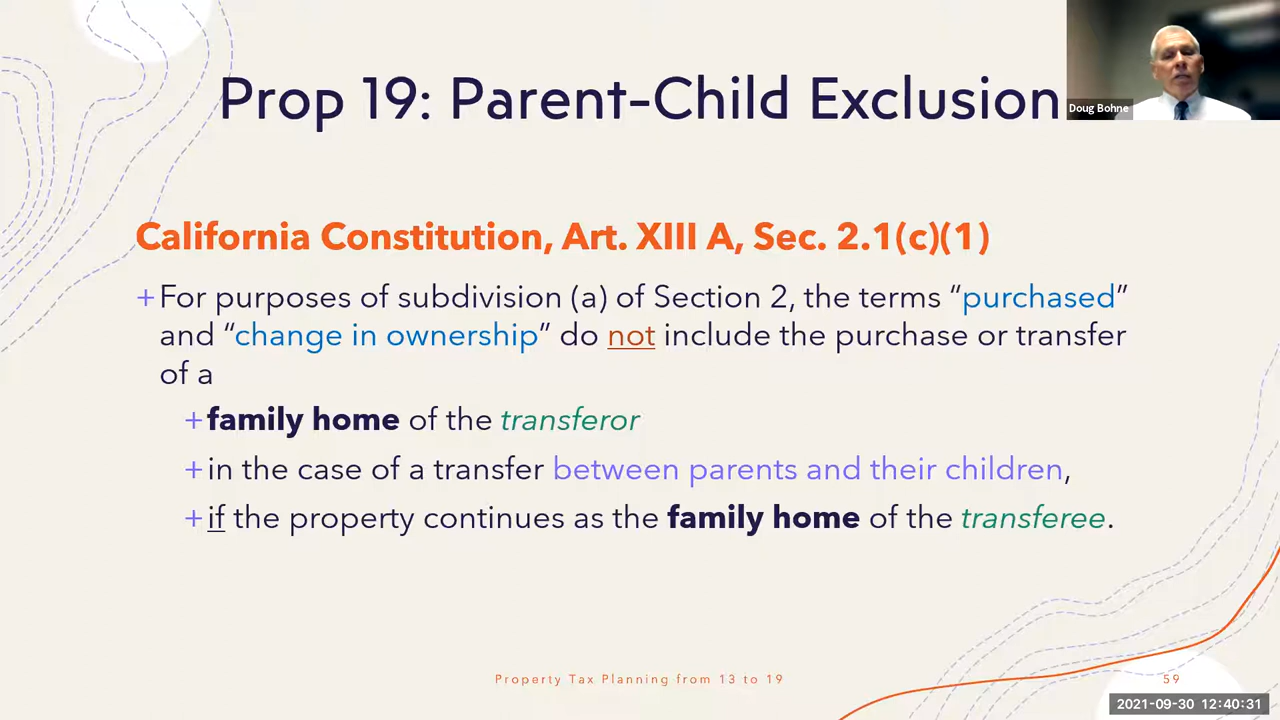 Prop 19: Parent-Child Exclusion
Doug Bohne
California Constitution, Art. XIII A, Sec. 2.1(c)(1)
+For purposes of subdivision (a) of Section 2, the terms “purchased”
and “change in ownership” do not include the purchase or transfer
of a
+family home of the transferor
+in the case of a transfer between parents and their children,
+if the property continues as the family home of the transferee.
Property Tax Planning from 13 to 19
59
2021-09-30 12:40:31